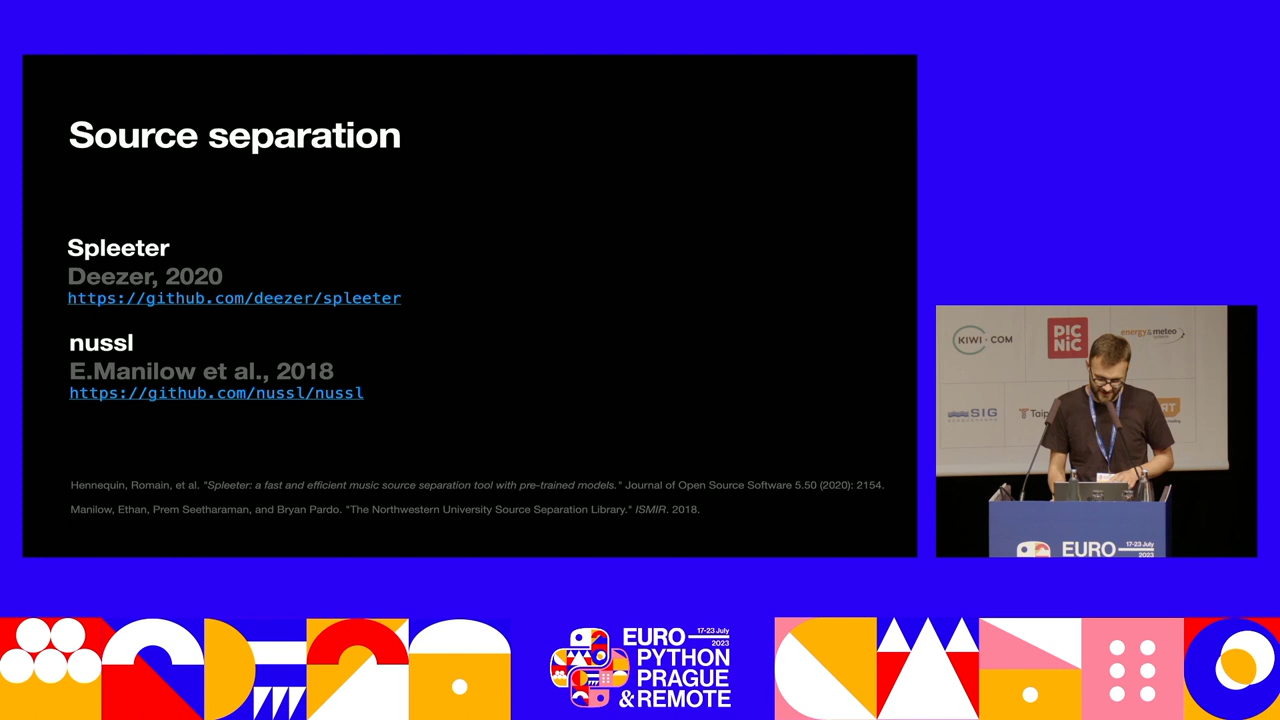 Source separation
Spleeter
Deezer, 2020
https://github.com/deezer/spleeter
nussl
E.Manilow et al., 2018
https://github.com/nussl/nussl
Hennequin, Romain, et al. "Spleeter: a fast and efficient music source separation tool with pre-trained models." Journal of Open Source Software 5.50 (2020): 2154.
Manilow, Ethan, Prem Seetharaman, and Bryan Pardo. "The Northwestern University Source Separation Library." ISMIR. 2018.
KIWI.COM
PIC
NIC
energy & meteo
SIG
Taip
EURO
17-23 July
2023
EURO
17-23 July
2023
PYTHON
PRAGUE
& REMOTE